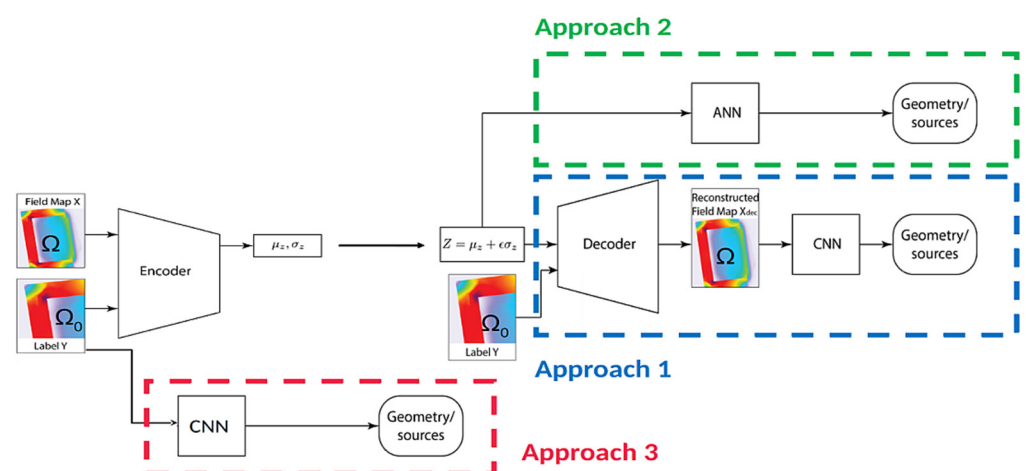 Approach 2
ANN
Geometry/
sources
Field Map X
Ω
Encoder
μz, σz
Z = μz + ϵσz
Decoder
Reconstructed
Field Map Xdec
Ω
CNN
Geometry/
sources
Ω0
Label Y
Ω0
Label Y
Approach 1
CNN
Geometry/
sources
Approach 3